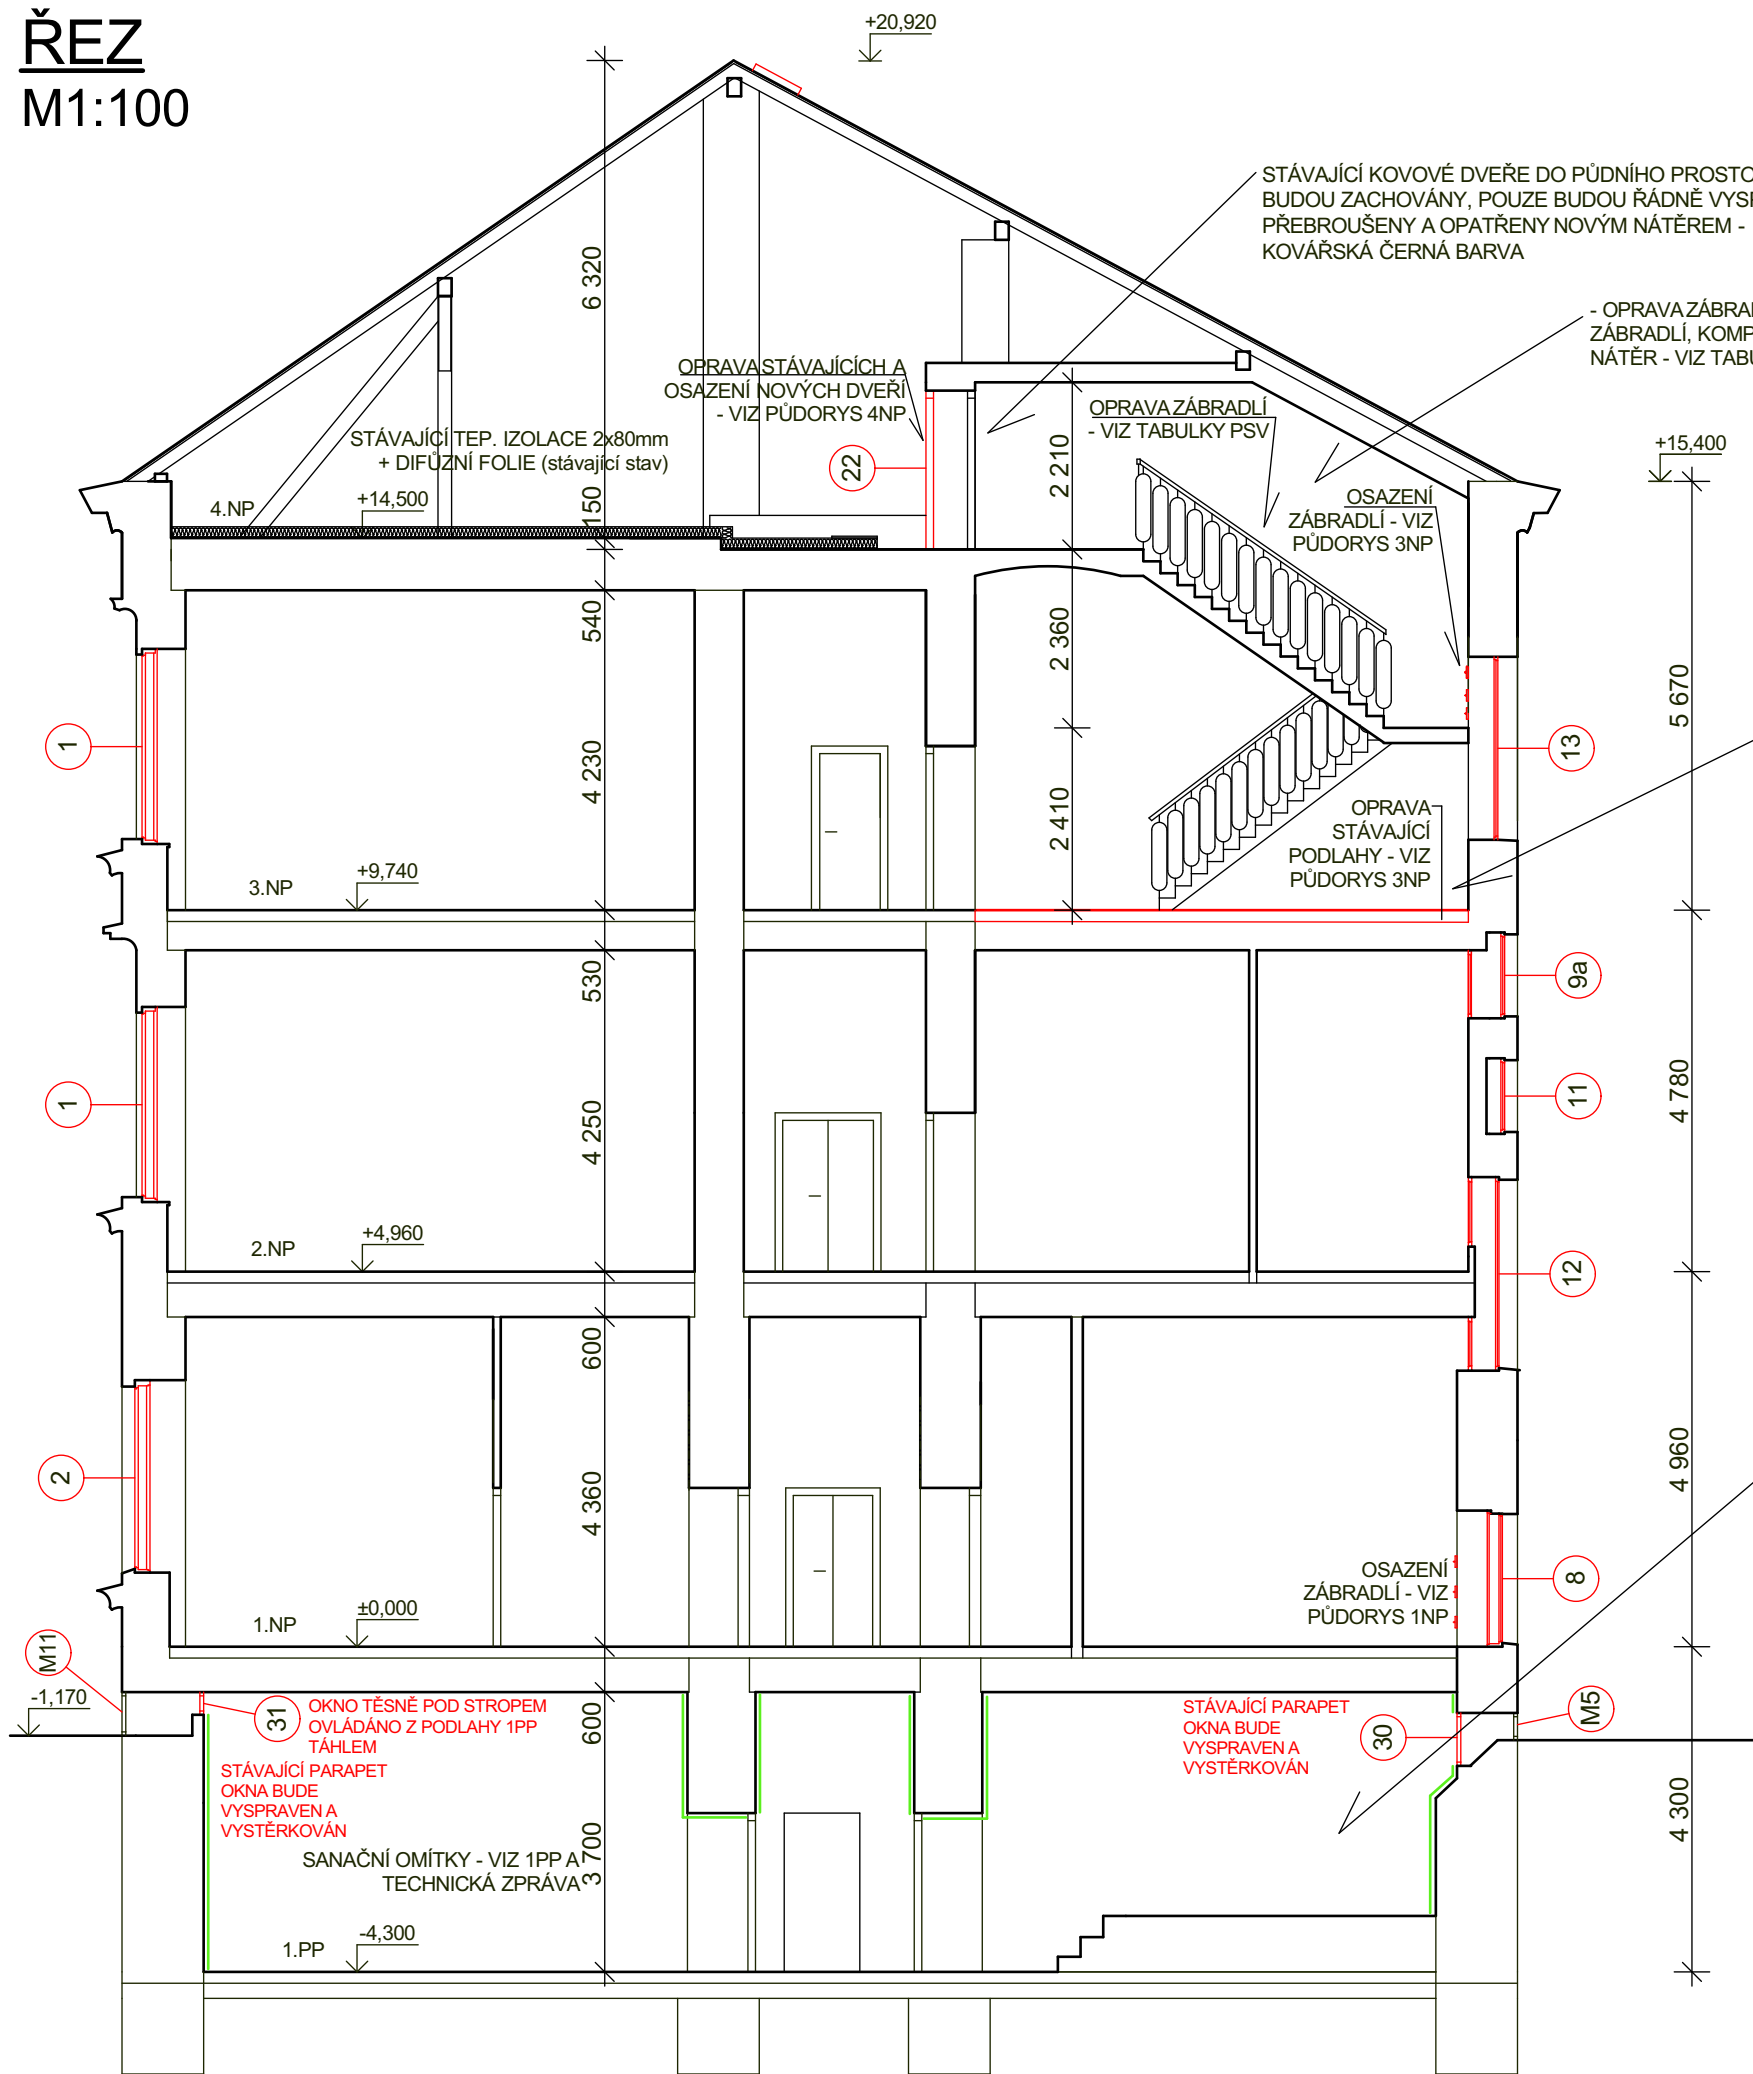 ŘEZ
M1:100
+20,920
STÁVAJÍCÍ KOVOVÉ DVEŘE DO PŮDNÍHO PROSTO
BUDOU ZACHOVÁNY, POUZE BUDOU ŘÁDNĚ VYSP
PŘEBROUŠENY A OPATŘENY NOVÝM NÁTĚREM -
KOVÁŘSKÁ ČERNÁ BARVA
6 320
- OPRAVA ZÁBRAD
ZÁBRADLÍ, KOMP
NÁTĚR - VIZ TABU
OPRAVA STÁVAJÍCÍCH A
OSAZENÍ NOVÝCH DVEŘÍ
- VIZ PŮDORYS 4NP
OPRAVA ZÁBRADLÍ
- VIZ TABULKY PSV
STÁVAJÍCÍ TEP. IZOLACE 2x80mm
+ DIFŮZNÍ FOLIE (stávající stav)
22
2 210
+15,400
4.NP
+14,500
150
OSAZENÍ
ZÁBRADLÍ - VIZ
PŮDORYS 3NP
540
2 360
5 670
1
4 230
13
2 410
OPRAVA
STÁVAJÍCÍ
PODLAHY - VIZ
PŮDORYS 3NP
3.NP
+9,740
530
9a
1
4 250
11
4 780
2.NP
+4,960
12
600
2
4 360
4 960
OSAZENÍ
ZÁBRADLÍ - VIZ
PŮDORYS 1NP
8
1.NP
±0,000
M11
-1,170
31
OKNO TĚSNĚ POD STROPEM
OVLÁDÁNO Z PODLAHY 1PP
TÁHLEM
600
STÁVAJÍCÍ PARAPET
OKNA BUDE
VYSPRAVEN A
VYSTĚRKOVÁN
30
M5
STÁVAJÍCÍ PARAPET
OKNA BUDE
VYSPRAVEN A
VYSTĚRKOVÁN
SANAČNÍ OMÍTKY - VIZ 1PP A
TECHNICKÁ ZPRÁVA
3 700
4 300
1.PP
-4,300